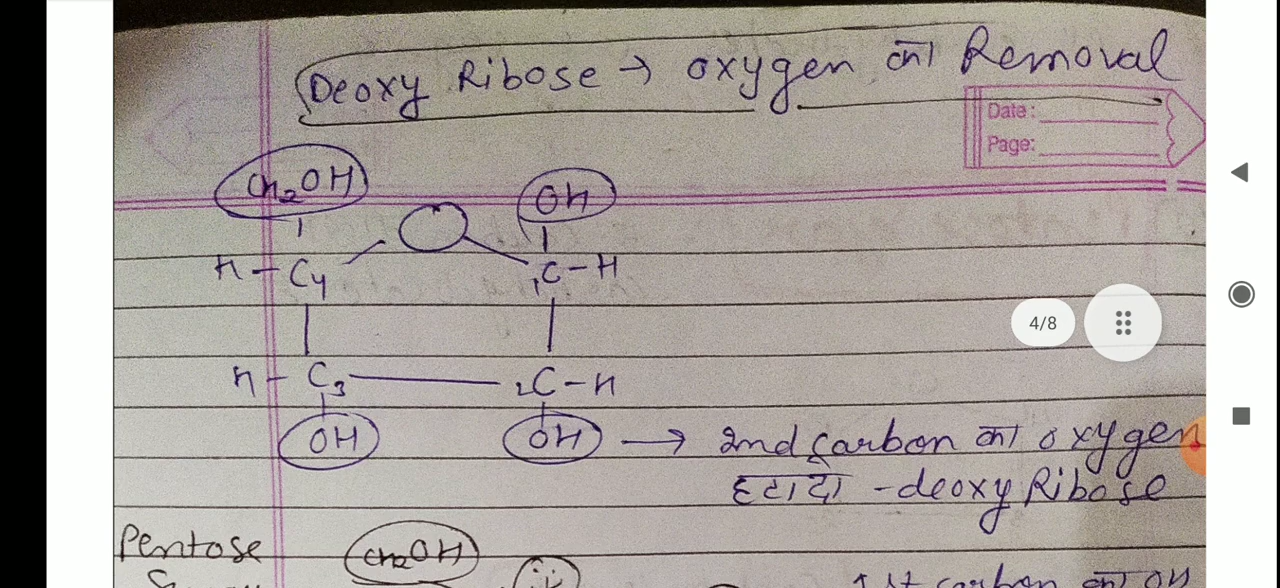 Deoxy Ribose → oxygen का Removal
Date:
Page:
CH2OH
OH
H - C4
1C - H
4/8
H - C3
2C - H
OH
OH → 2nd carbon का oxygen
हटा दो - deoxy Ribose
Pentose
CH2OH